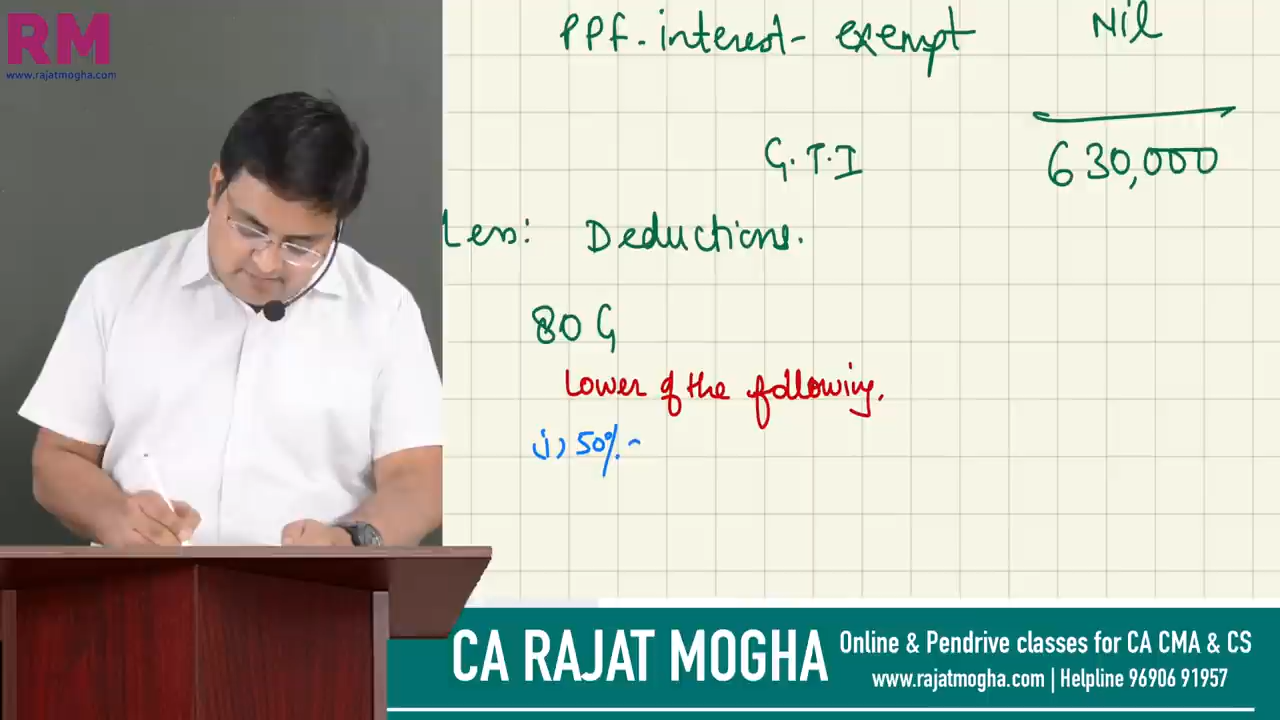 RM
www.rajatmogha.com
PPF - interest - exempt Nil
G.T.I 630,000
Less: Deductions.
80 G
Lower of the following.
(i) 50% -
CA RAJAT MOGHA
Online & Pendrive classes for CA CMA & CS
www.rajatmogha.com | Helpline 96906 91957